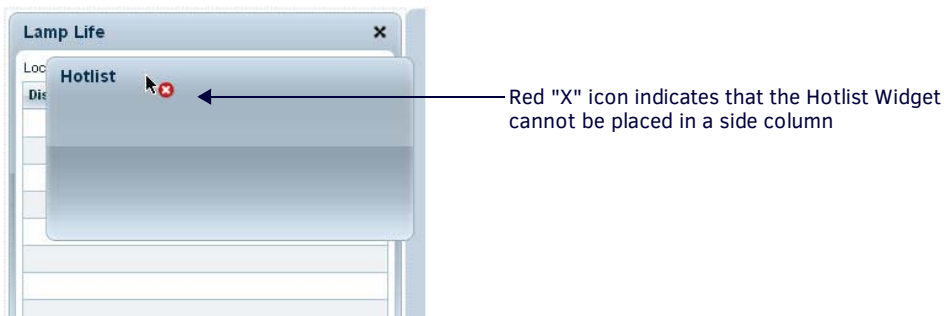 Lamp Life
Loc
Hotlist
Dis
Red "X" icon indicates that the Hotlist Widget
cannot be placed in a side column